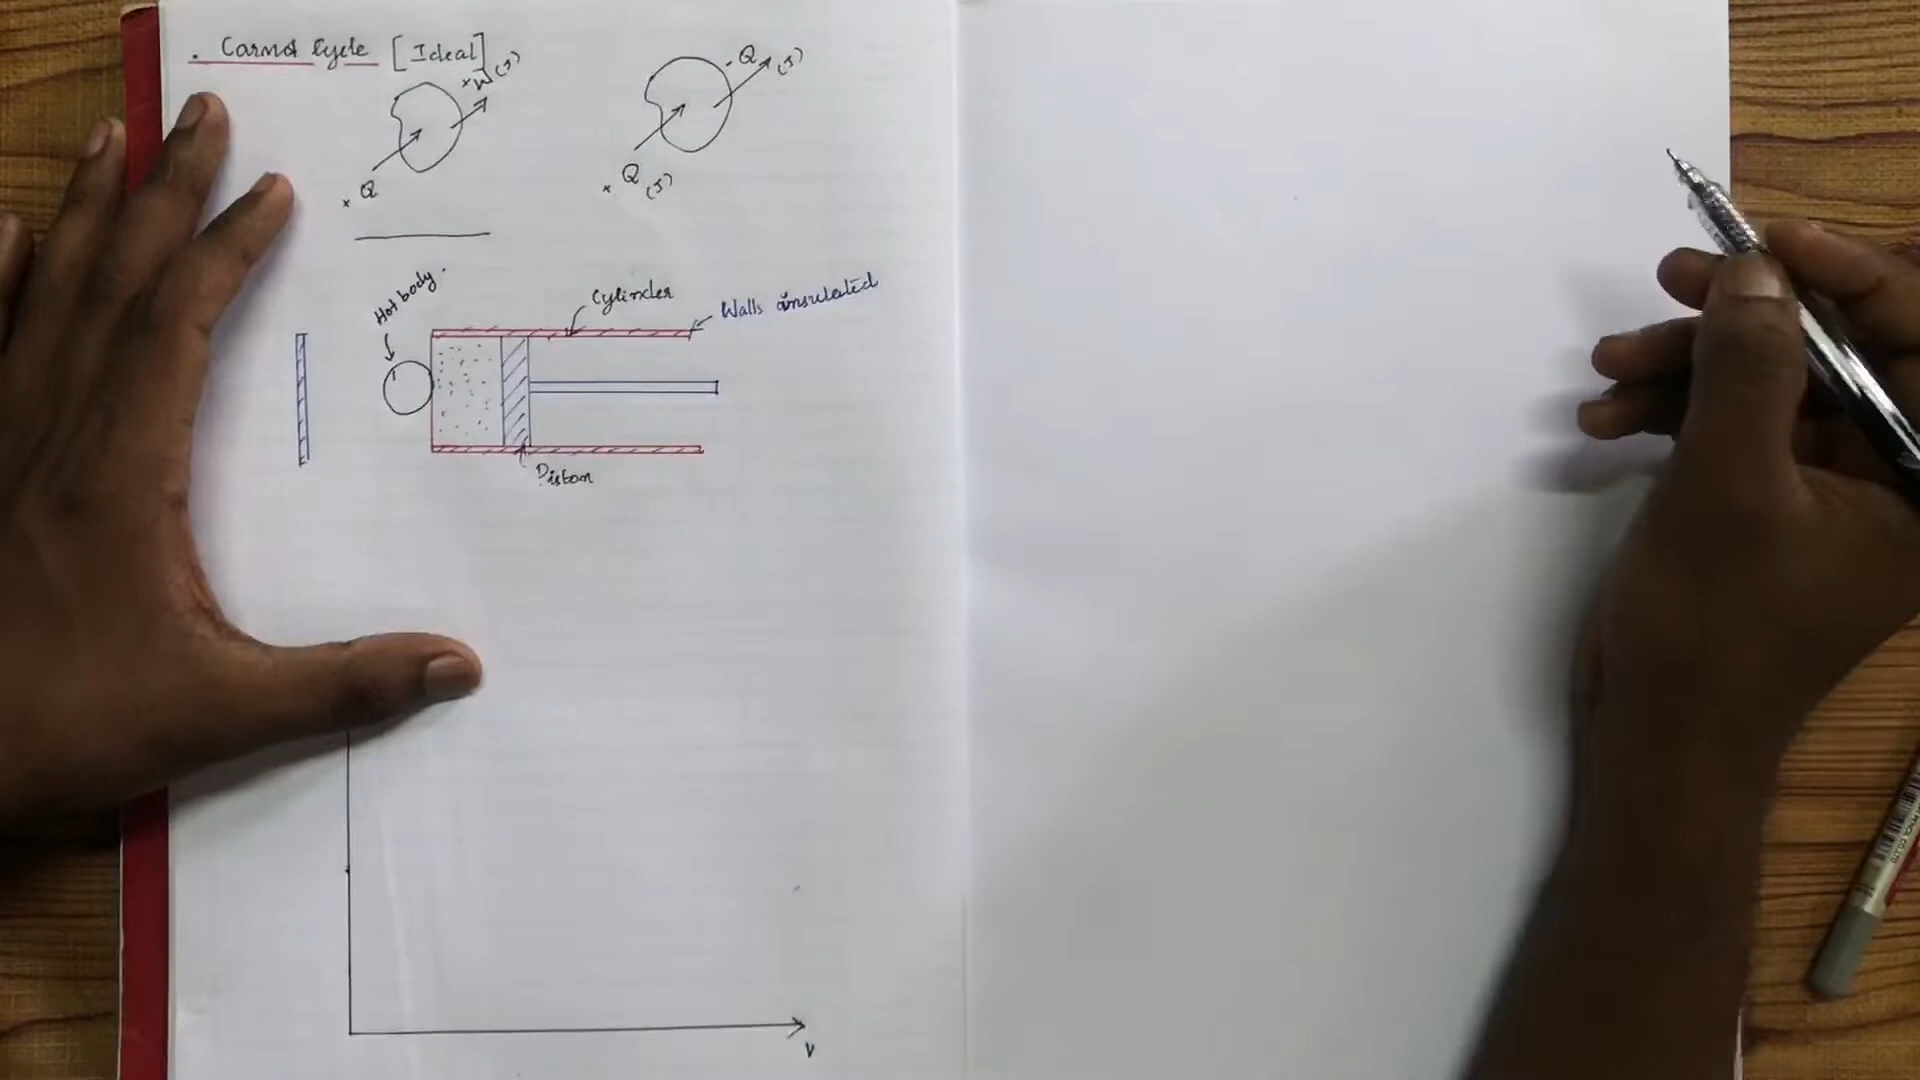 . Carnot Cycle [Ideal]
+W (J)
- Q (J)
+ Q
+ Q (J)
Hot body.
Cylinder
Walls insulated
Piston
V